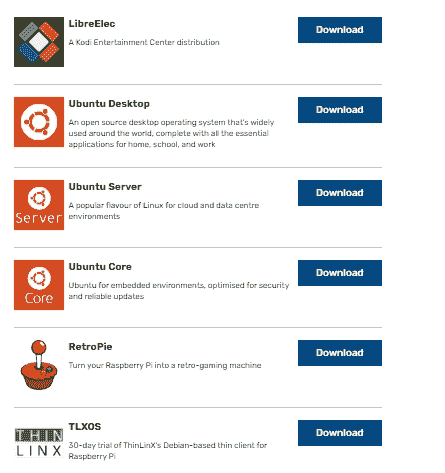 LibreElec
A Kodi Entertainment Center distribution
Download
Ubuntu Desktop
An open source desktop operating system that's widely
used around the world, complete with all the essential
applications for home, school, and work
Download
Server
Ubuntu Server
A popular flavour of Linux for cloud and data centre
environments
Download
Core
Ubuntu Core
Ubuntu for embedded environments, optimised for security
and reliable updates
Download
RetroPie
Turn your Raspberry Pi into a retro-gaming machine
Download
THIN
LINX
TLXOS
30-day trial of ThinLinX's Debian-based thin client for
Raspberry Pi
Download